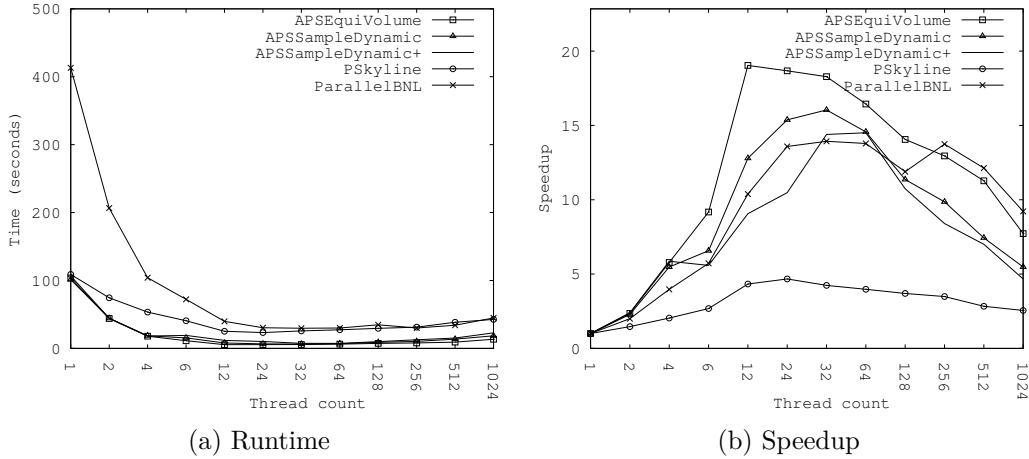 500
400
300
200
100
0
Time (seconds)
APSEquiVolume
APSSampleDynamic
APSSampleDynamic+
PSkyline
ParallelBNL
1
2
4
6
12
24
32
64
128
256
512
1024
Thread count
(a) Runtime
20
15
10
5
0
Speedup
APSEquiVolume
APSSampleDynamic
APSSampleDynamic+
PSkyline
ParallelBNL
1
2
4
6
12
24
32
64
128
256
512
1024
Thread count
(b) Speedup